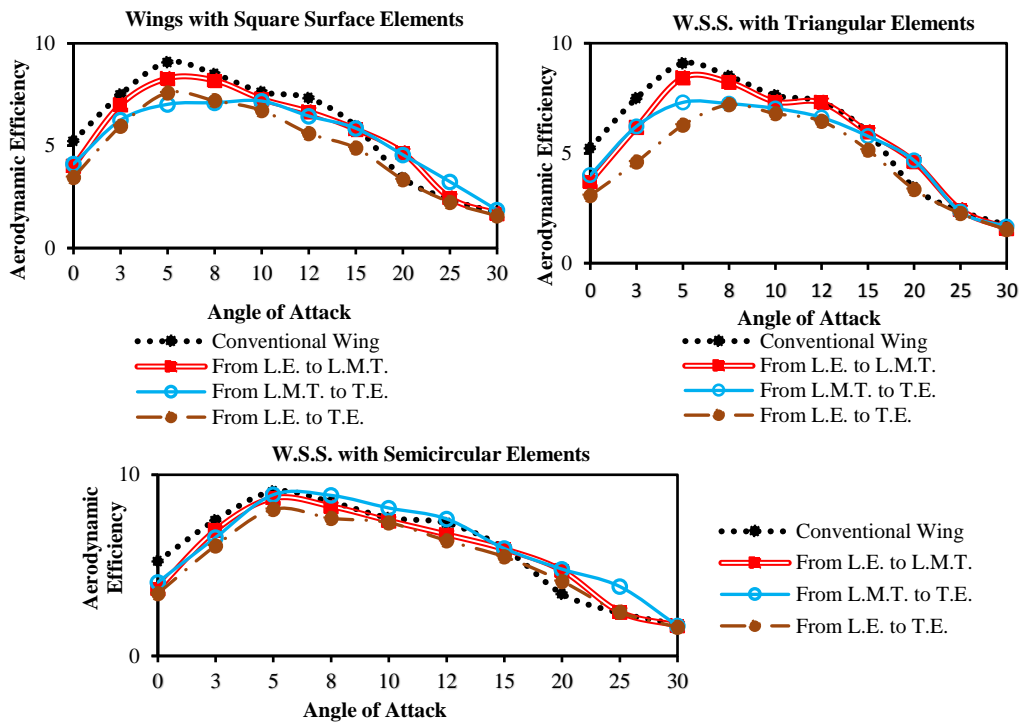 Wings with Square Surface Elements
10
5
0
Aerodynamic Efficiency
0 3 5 8 10 12 15 20 25 30
Angle of Attack
Conventional Wing
From L.E. to L.M.T.
From L.M.T. to T.E.
From L.E. to T.E.
W.S.S. with Triangular Elements
10
5
0
Aerodynamic Efficiency
0 3 5 8 10 12 15 20 25 30
Angle of Attack
Conventional Wing
From L.E. to L.M.T.
From L.M.T. to T.E.
From L.E. to T.E.
W.S.S. with Semicircular Elements
10
0
Aerodynamic
Efficiency
0 3 5 8 10 12 15 20 25 30
Angle of Attack
Conventional Wing
From L.E. to L.M.T.
From L.M.T. to T.E.
From L.E. to T.E.